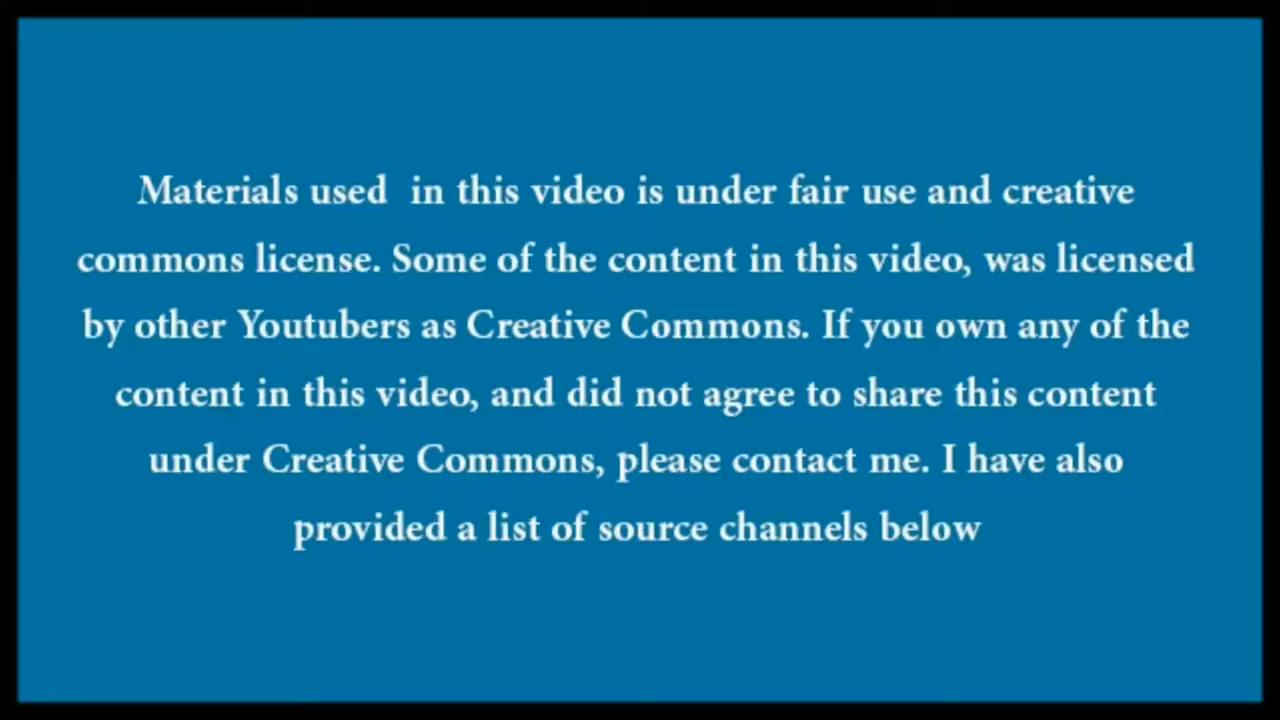 Materials used  in this video is under fair use and creative
commons license. Some of the content in this video, was licensed
by other Youtubers as Creative Commons. If you own any of the
content in this video, and did not agree to share this content
under Creative Commons, please contact me. I have also
provided a list of source channels below